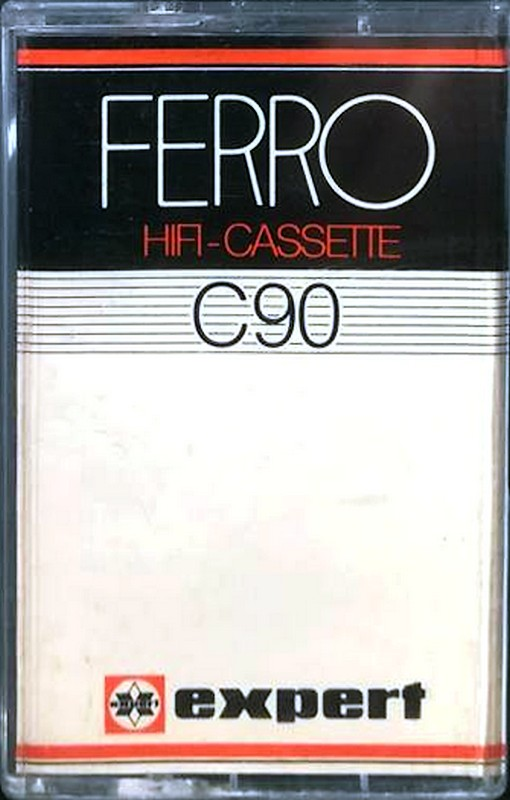 FERRO
HIFI-CASSETTE
C90
expert